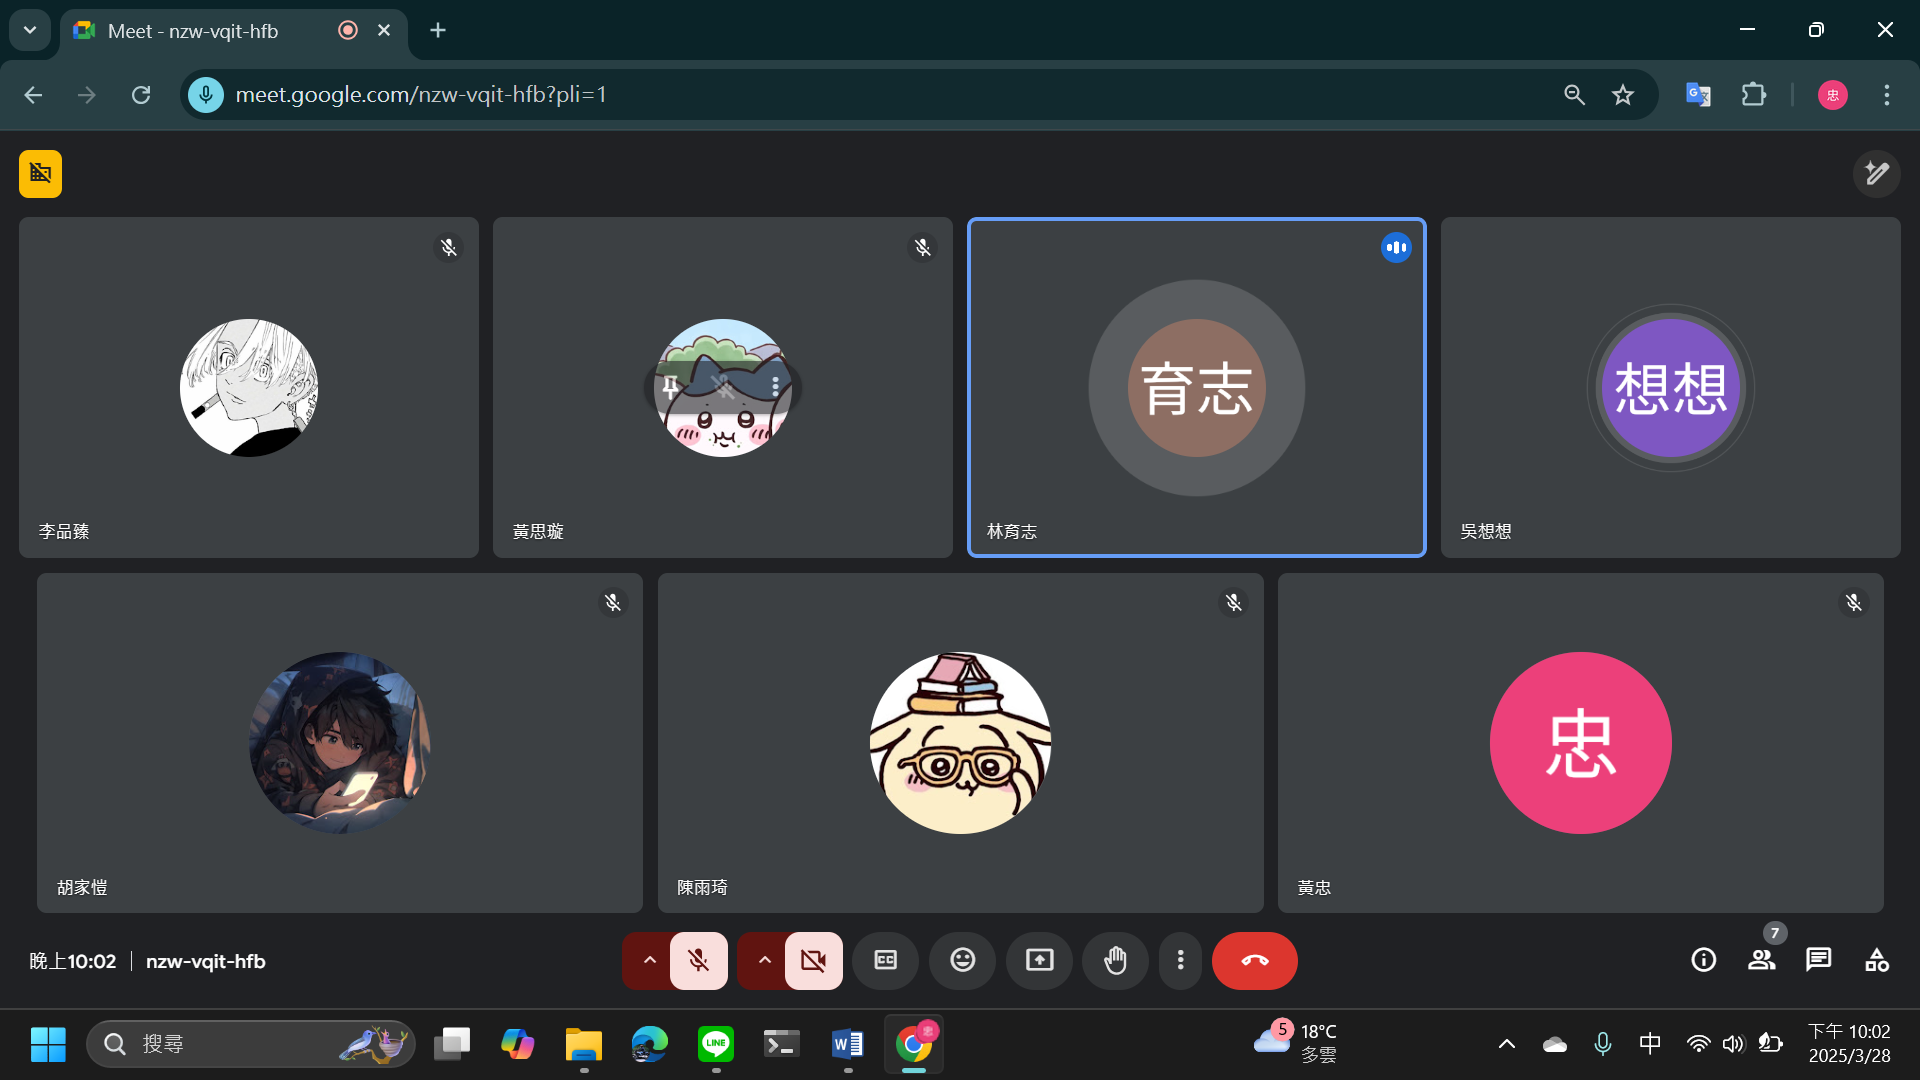 Meet - nzw-vqit-hfb
meet.google.com/nzw-vqit-hfb?pli=1
忠
育志
想想
李品臻
黃思璇
林育志
吳想想
忠
胡家愷
陳雨琦
黃忠
晚上10:02 | nzw-vqit-hfb
CC
7
搜尋
LINE
W
5
18°C
多雲
中
下午 10:02
2025/3/28